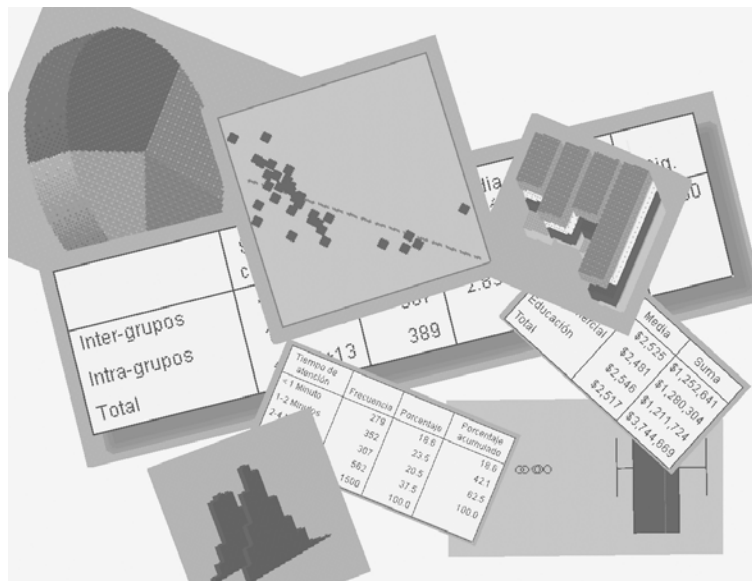 Inter-grupos
Intra-grupos
Total
389
Educación
Total
Media
Suma
$2,525 $1,252,641
$2,481 $1,280,304
$2,546 $1,211,724
$2,517 $3,744,669
Tiempo de atención Frecuencia Porcentaje Porcentaje acumulado
< 1 Minuto 279 18.6 18.6
1-2 Minutos 352 23.5 42.1
307 20.5 62.5
562 37.5 100.0
1500 100.0